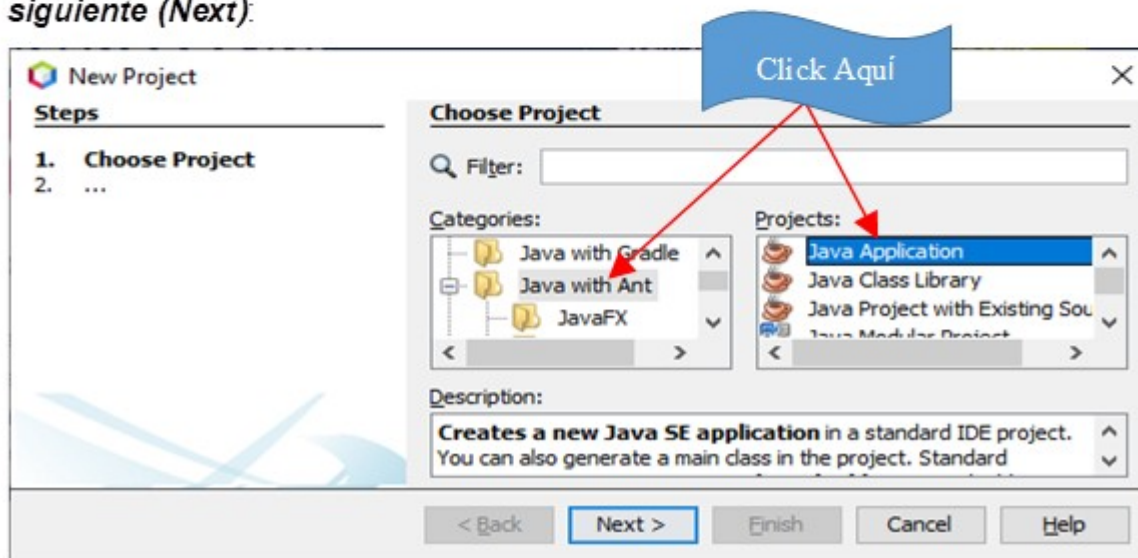 siguiente (Next):
Click Aquí
New Project
Steps
1. Choose Project
2. ...
Choose Project
Filter:
Categories:
Java with Gradle
Java with Ant
JavaFX
Projects:
Java Application
Java Class Library
Java Project with Existing Sou
Java Modular Project
Description:
Creates a new Java SE application in a standard IDE project.
You can also generate a main class in the project. Standard
< Back
Next >
Finish
Cancel
Help